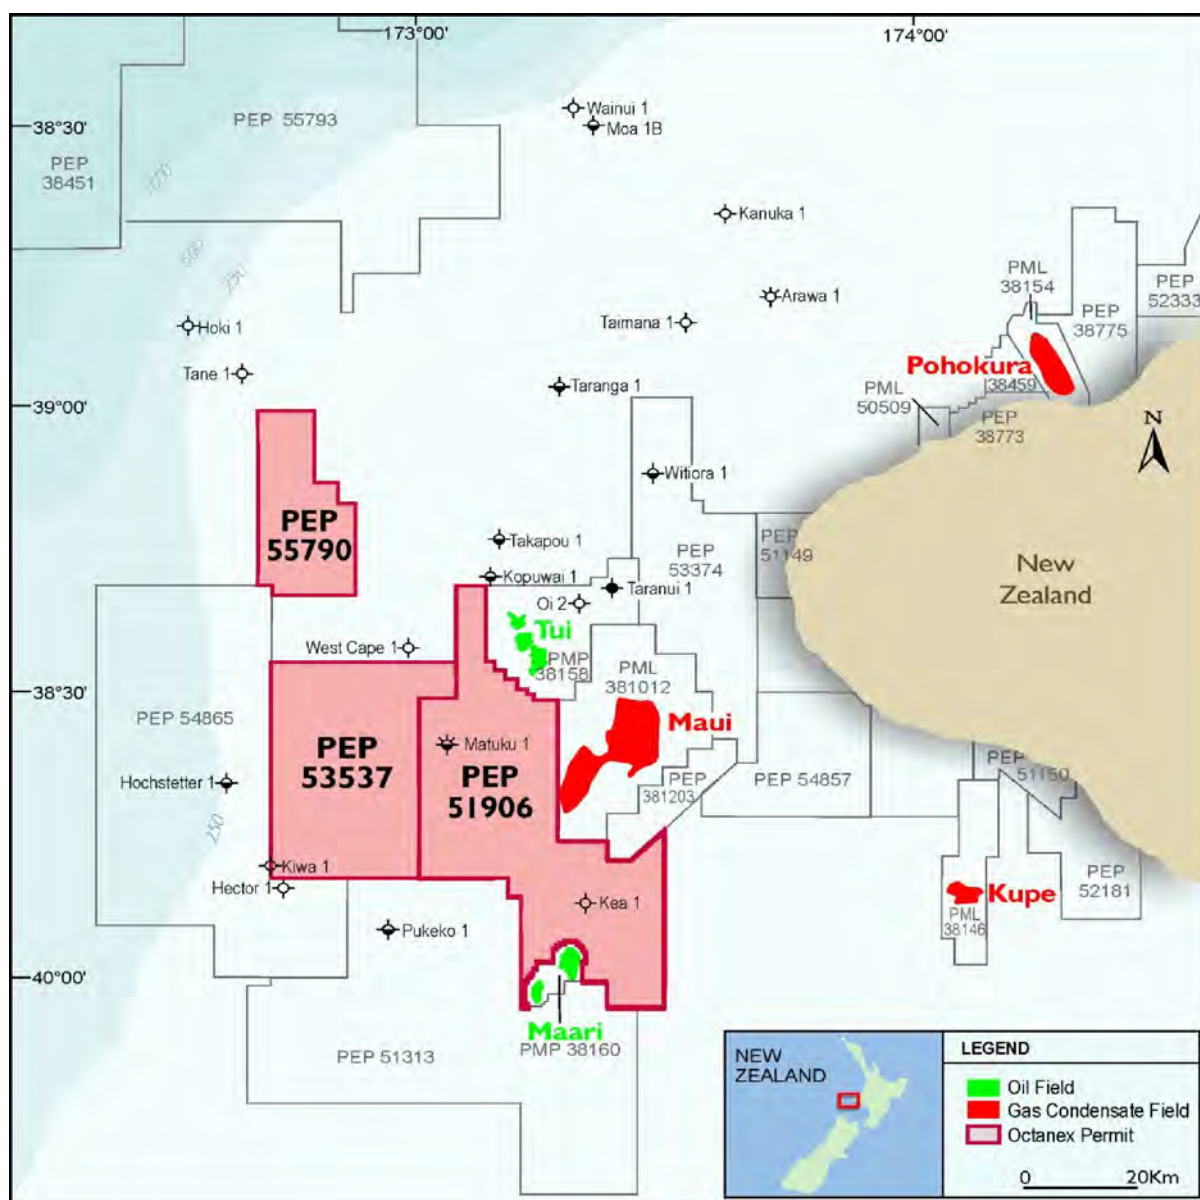 173°00'
174°00'
Wainui 1
Moa 1B
38°30'
PEP 55793
PEP
38451
1000
Kanuka 1
500
250
PML
38154
PEP
52333
Arawa 1
Hoki 1
Taimana 1
PEP
38775
Pohokura
38459
Tane 1
Taranga 1
PML
50509
39°00'
PEP
38773
N
Witiora 1
PEP
55790
Takapou 1
PEP
53374
PEP
51149
Kopuwai 1
Taranui 1
Oi 2
New
Zealand
Tui
West Cape 1
PMP
38158
PML
381012
PEP 54865
38°30'
Maui
Matuku 1
PEP
53537
PEP
51906
Hochstetter 1
PEP
381203
PEP 54857
PEP
51150
250
Kiwa 1
Hector 1
Kea 1
Kupe
PEP
52181
PML
38146
Pukeko 1
40°00'
Maari
PEP 51313
PMP 38160
NEW
ZEALAND
LEGEND
Oil Field
Gas Condensate Field
Octanex Permit
0 20Km